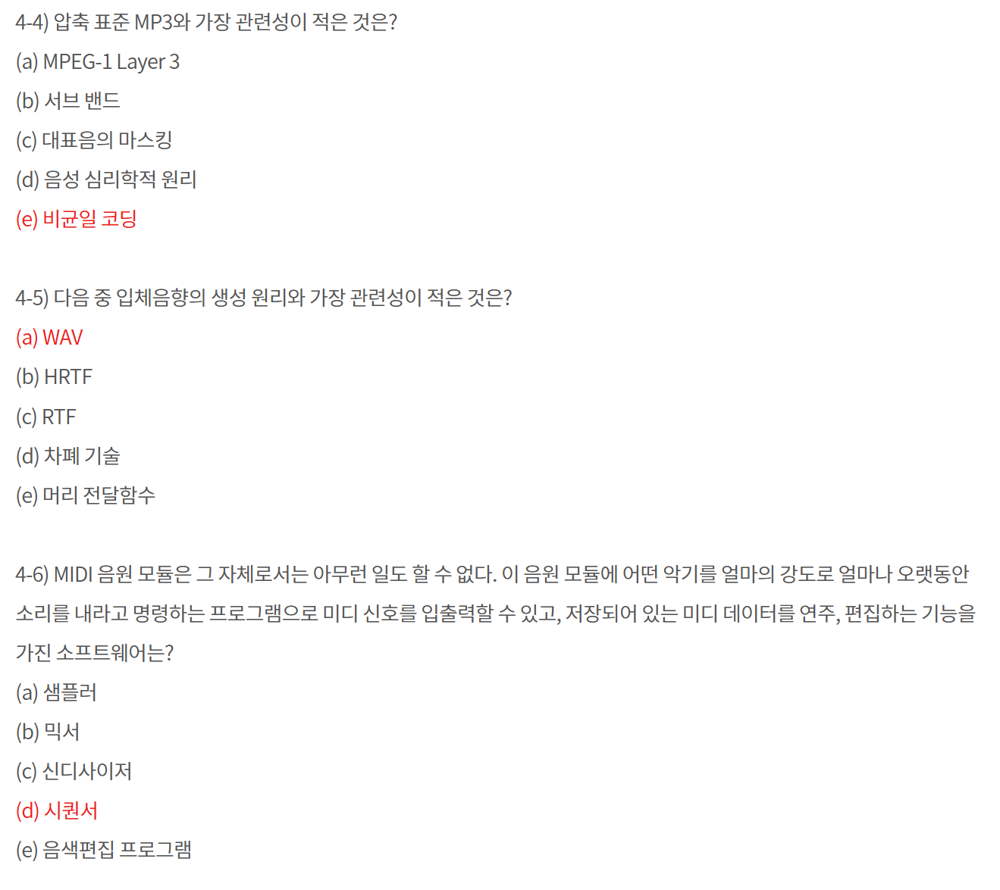 4-4) 압축 표준 MP3와 가장 관련성이 적은 것은?
(a) MPEG-1 Layer 3
(b) 서브 밴드
(c) 대표음의 마스킹
(d) 음성 심리학적 원리
(e) 비균일 코딩
4-5) 다음 중 입체음향의 생성 원리와 가장 관련성이 적은 것은?
(a) WAV
(b) HRTF
(c) RTF
(d) 차폐 기술
(e) 머리 전달함수
4-6) MIDI 음원 모듈은 그 자체로서는 아무런 일도 할 수 없다. 이 음원 모듈에 어떤 악기를 얼마의 강도로 얼마나 오랫동안
소리를 내라고 명령하는 프로그램으로 미디 신호를 입출력할 수 있고, 저장되어 있는 미디 데이터를 연주, 편집하는 기능을
가진 소프트웨어는?
(a) 샘플러
(b) 믹서
(c) 신디사이저
(d) 시퀀서
(e) 음색편집 프로그램